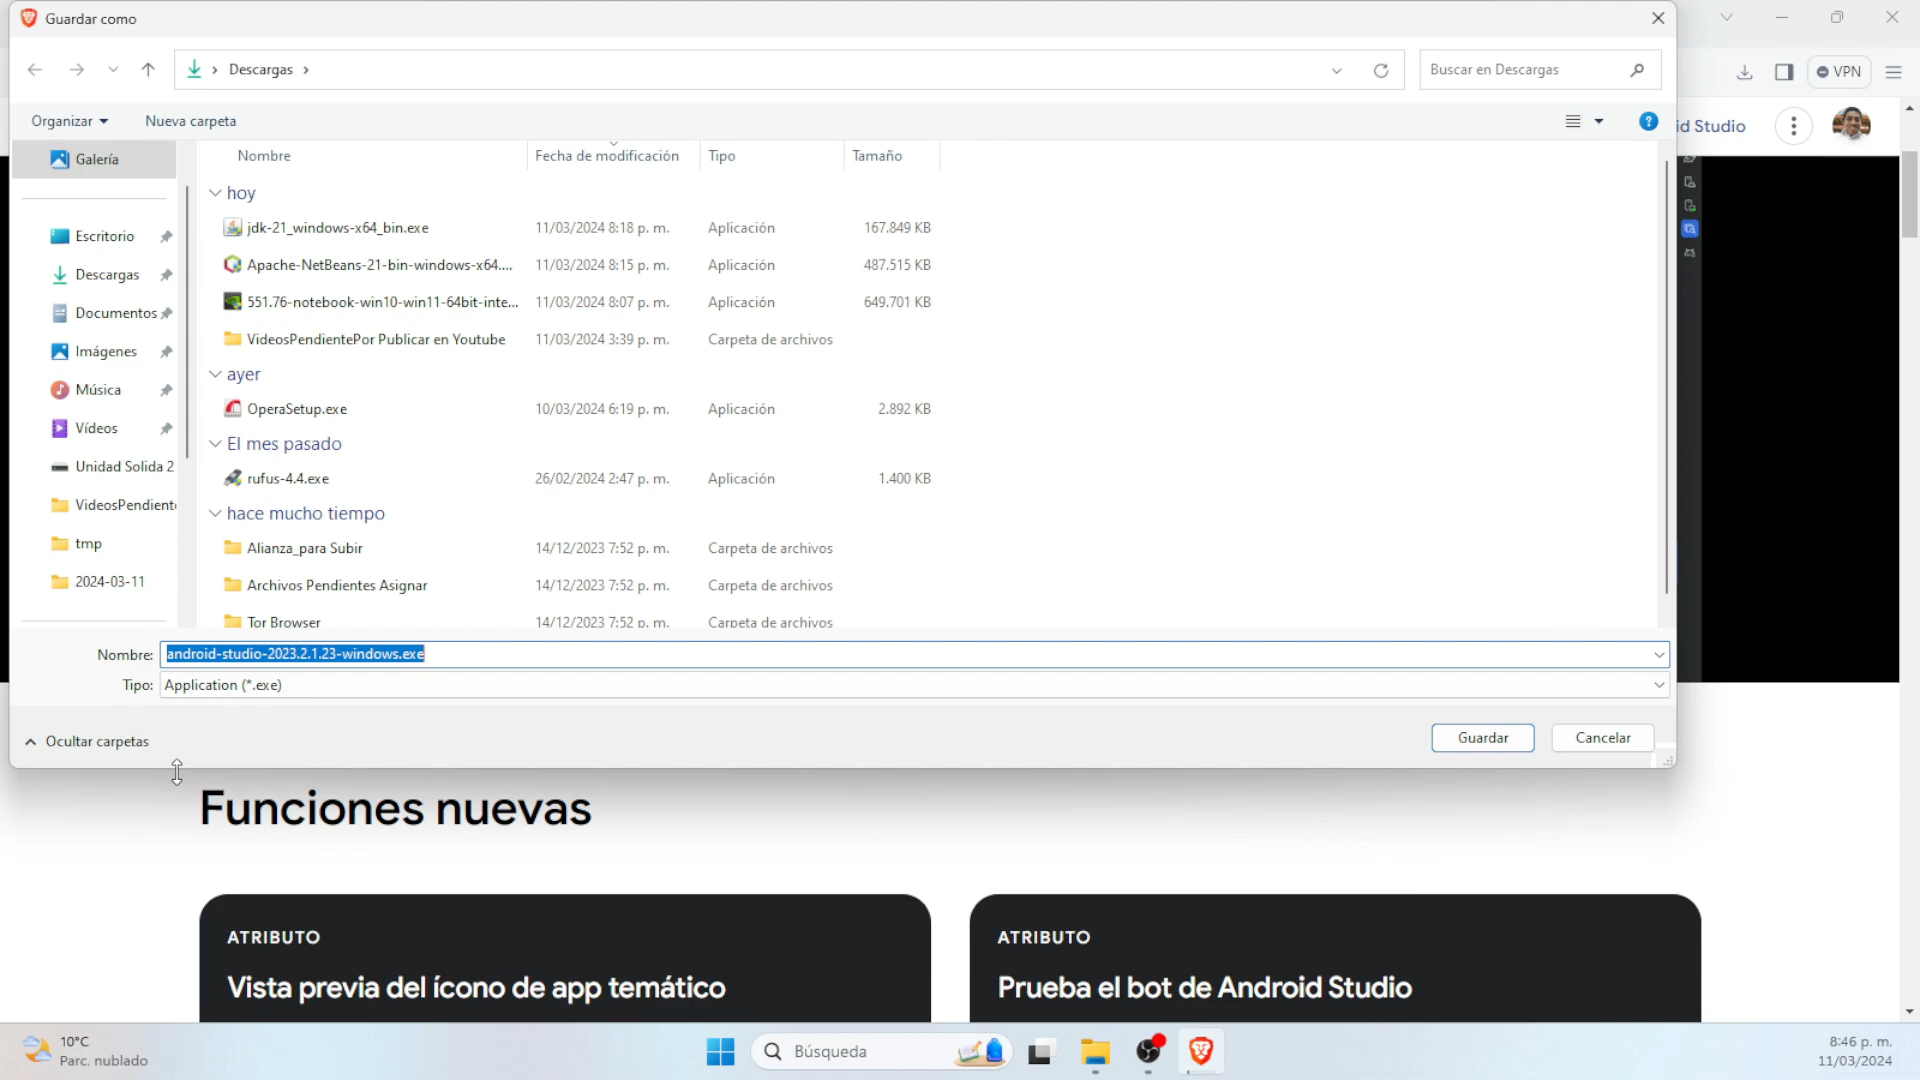 Guardar como
Descargas
Buscar en Descargas
VPN
Organizar
Nueva carpeta
id Studio
Galería
Nombre
Fecha de modificación
Tipo
Tamaño
hoy
jdk-21_windows-x64_bin.exe 11/03/2024 8:18 p. m. Aplicación 167.849 KB
Escritorio
Apache-NetBeans-21-bin-windows-x64.... 11/03/2024 8:15 p. m. Aplicación 487.515 KB
Descargas
551.76-notebook-win10-win11-64bit-inte... 11/03/2024 8:07 p. m. Aplicación 649.701 KB
Documentos
VideosPendientePor Publicar en Youtube 11/03/2024 3:39 p. m. Carpeta de archivos
Imágenes
ayer
Música
OperaSetup.exe 10/03/2024 6:19 p. m. Aplicación 2.892 KB
Vídeos
El mes pasado
Unidad Solida 2
rufus-4.4.exe 26/02/2024 2:47 p. m. Aplicación 1.400 KB
VideosPendient
hace mucho tiempo
tmp
Alianza_para Subir 14/12/2023 7:52 p. m. Carpeta de archivos
2024-03-11
Archivos Pendientes Asignar 14/12/2023 7:52 p. m. Carpeta de archivos
Tor Browser 14/12/2023 7:52 p. m. Carpeta de archivos
Nombre: android-studio-2023.2.1.23-windows.exe
Tipo: Application (*.exe)
Ocultar carpetas
Guardar
Cancelar
Funciones nuevas
ATRIBUTO
Vista previa del ícono de app temático
ATRIBUTO
Prueba el bot de Android Studio
10°C
Parc. nublado
Búsqueda
8:46 p. m.
11/03/2024